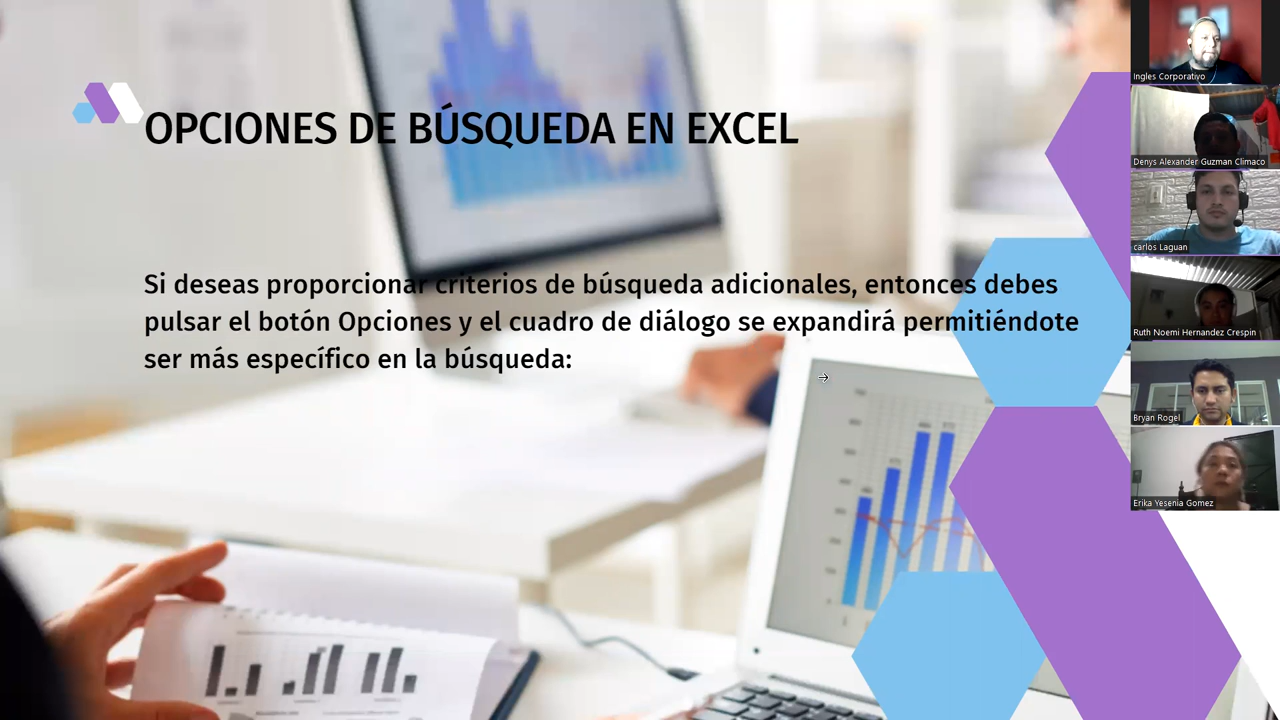 OPCIONES DE BÚSQUEDA EN EXCEL
Si deseas proporcionar criterios de búsqueda adicionales, entonces debes
pulsar el botón Opciones y el cuadro de diálogo se expandirá permitiéndote
ser más específico en la búsqueda:
Ingles Corporativo
Denys Alexander Guzman Climaco
carlos Laguan
Ruth Noemi Hernandez Crespin
Bryan Rogel
Erika Yesenia Gomez